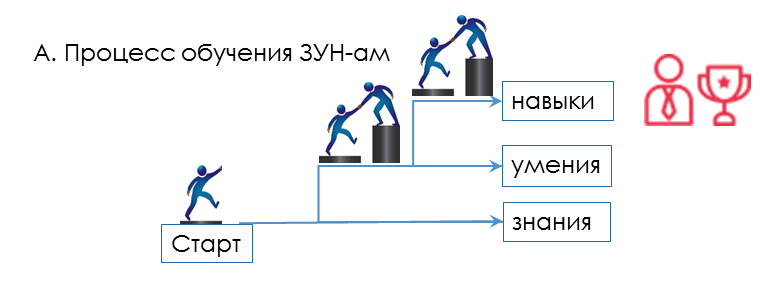 А. Процесс обучения ЗУН-ам
навыки
умения
знания
Старт